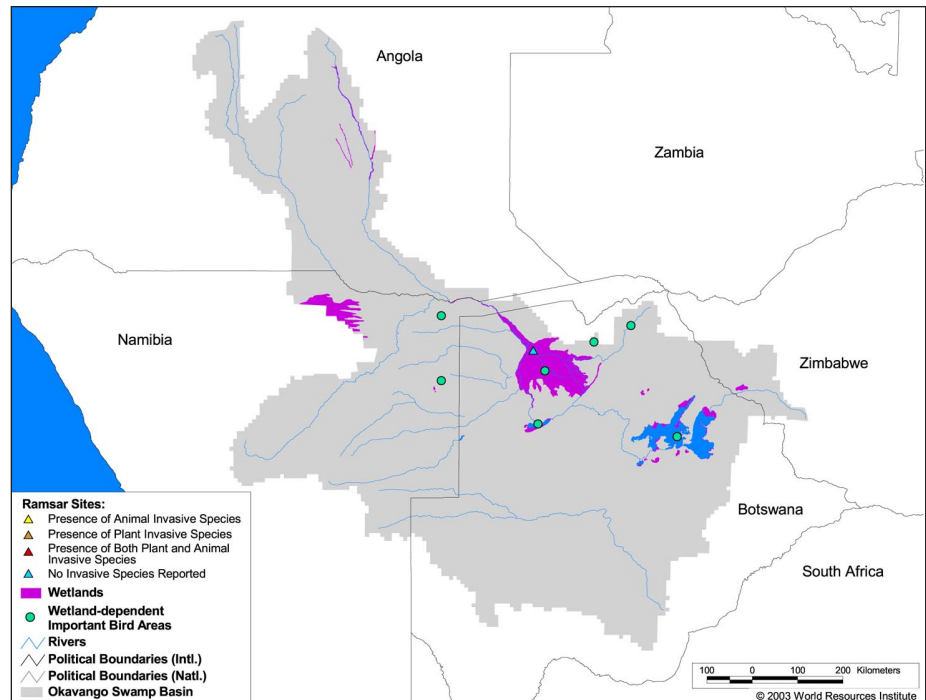 Angola
Zambia
Namibia
Zimbabwe
Botswana
South Africa
Ramsar Sites:
Presence of Animal Invasive Species
Presence of Plant Invasive Species
Presence of Both Plant and Animal
Invasive Species
No Invasive Species Reported
Wetlands
Wetland-dependent
Important Bird Areas
Rivers
Political Boundaries (Intl.)
Political Boundaries (Natl.)
Okavango Swamp Basin
100 0 100 200 Kilometers
© 2003 World Resources Institute